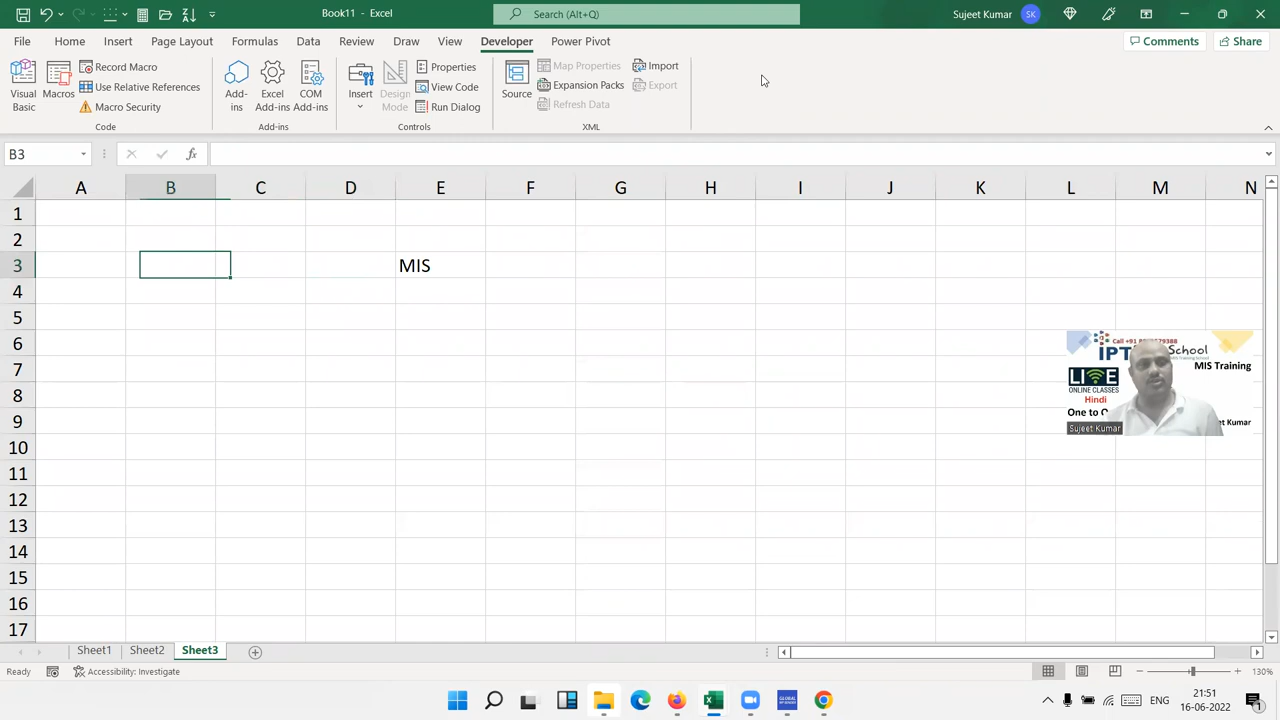 Book11 - Excel
Search (Alt+Q)
Sujeet Kumar
SK
File
Home
Insert
Page Layout
Formulas
Data
Review
Draw
View
Developer
Power Pivot
Comments
Share
Visual Basic
Macros
Record Macro
Use Relative References
Macro Security
Code
Add-ins
Excel Add-ins
COM Add-ins
Add-ins
Insert
Design Mode
Properties
View Code
Run Dialog
Controls
Source
Map Properties
Expansion Packs
Refresh Data
Import
Export
XML
B3
fx
A B C D E F G H I J K L M N
1
2
3 MIS
4
5
6
7
8
9
10
11
12
13
14
15
16
17
School
MIS Training
LIVE
ONLINE CLASSES
Hindi
One to
Sujeet Kumar
Sheet1
Sheet2
Sheet3
Ready
Accessibility: Investigate
130%
ENG
21:51
16-06-2022